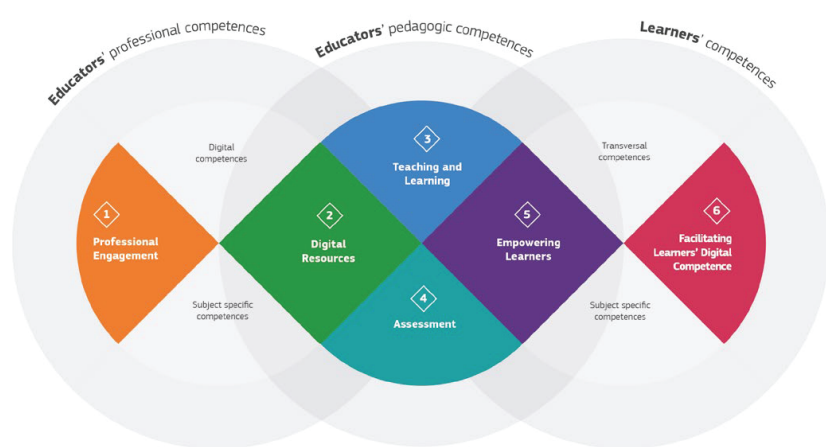 Educators' professional competences
Educators' pedagogic competences
Learners' competences
Digital
competences
Transversal
competences
1
Professional
Engagement
2
Digital
Resources
3
Teaching and
Learning
4
Assessment
5
Empowering
Learners
6
Facilitating
Learners' Digital
Competence
Subject specific
competences
Subject specific
competences